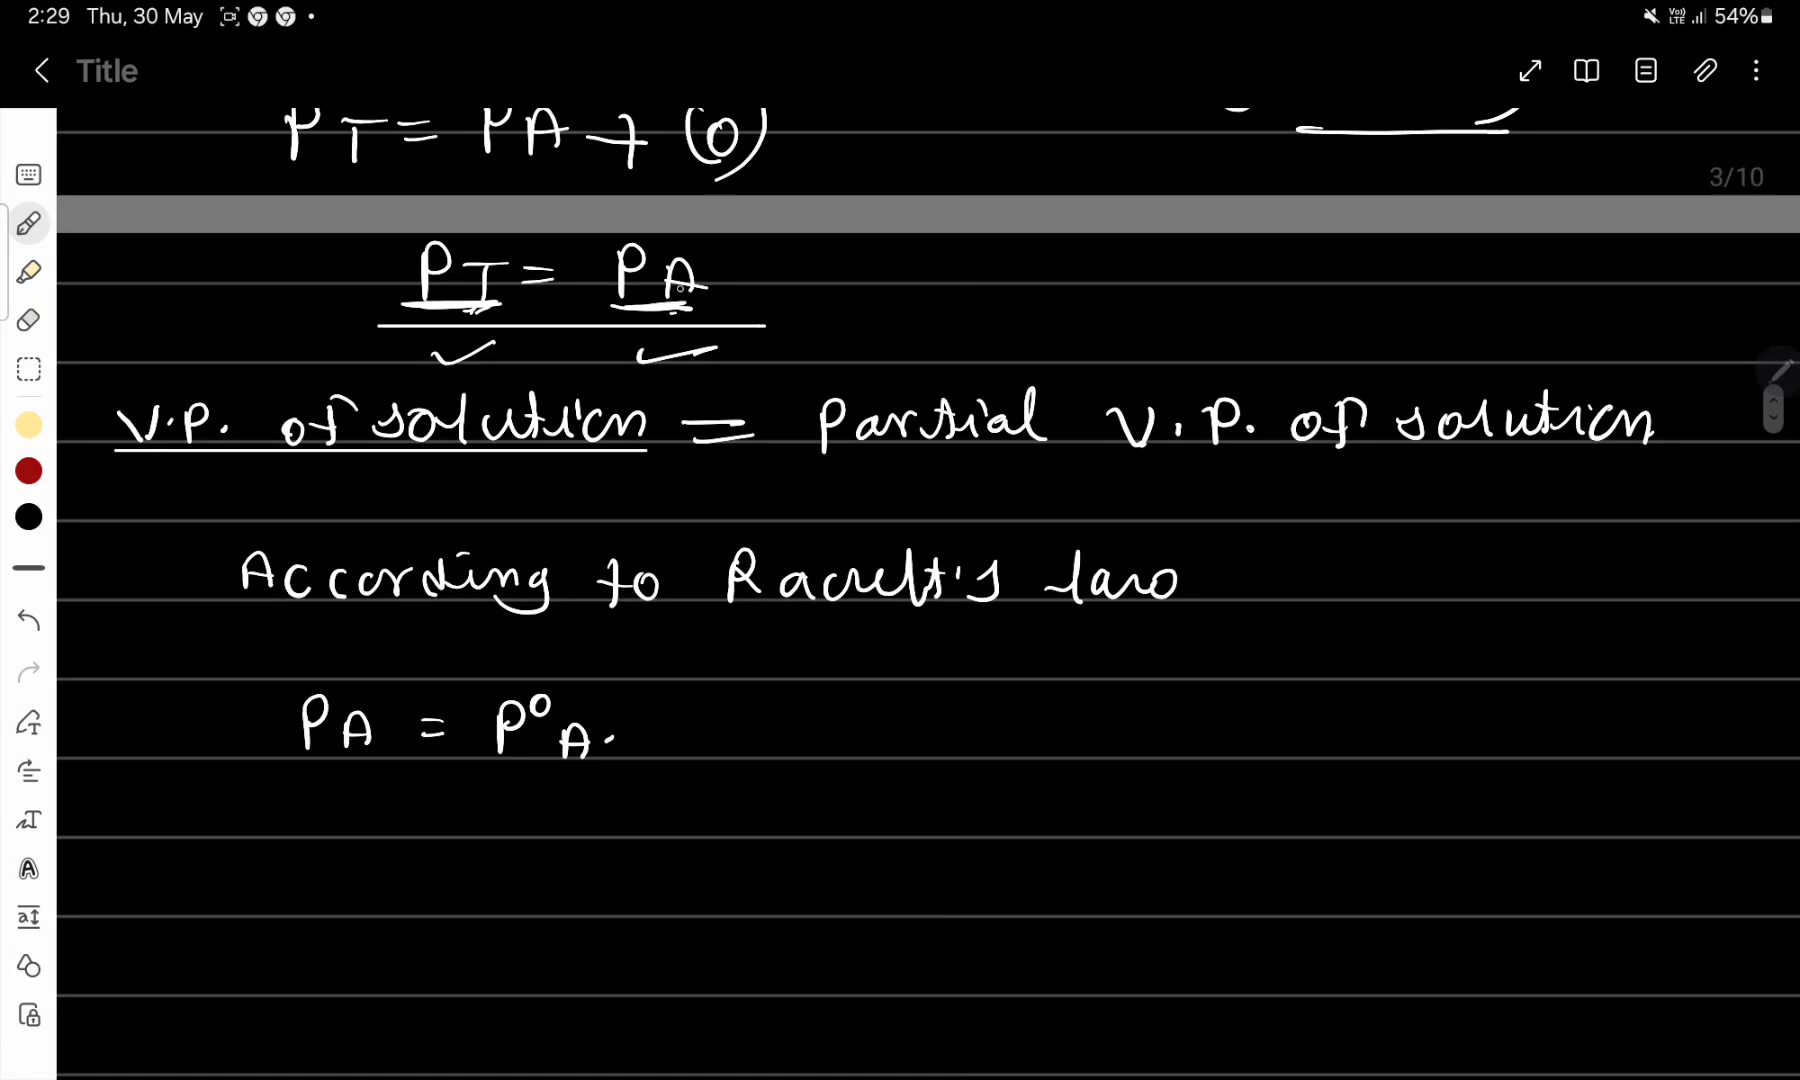 2:29 Thu, 30 May 54%
Title
PT = PA + (0)
3/10
PT = PA
V.P. of solution = partial V.P. of solution
According to Raoult's law
PA = P⁰A.